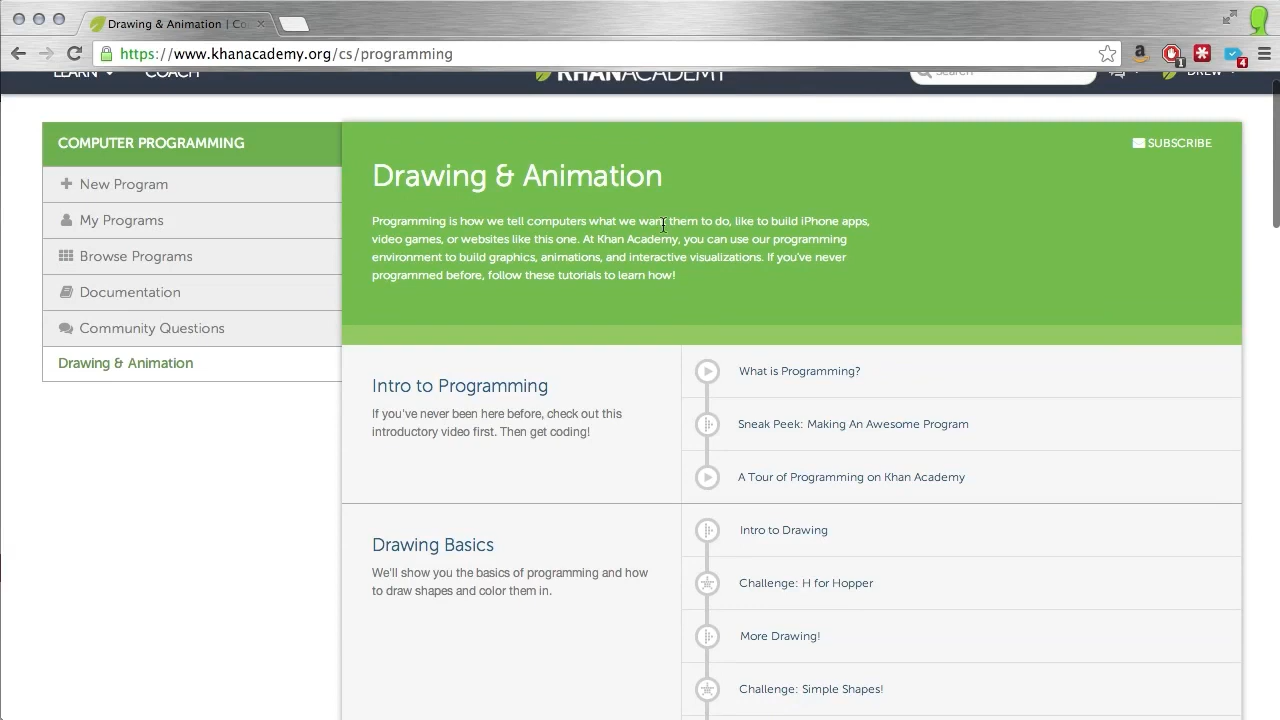 Drawing & Animation | Co
https://www.khanacademy.org/cs/programming
1
4
LEARN
COACH
KHANACADEMY
Search
DREW
COMPUTER PROGRAMMING
New Program
My Programs
Browse Programs
Documentation
Community Questions
Drawing & Animation
SUBSCRIBE
Drawing & Animation
Programming is how we tell computers what we want them to do, like to build iPhone apps,
video games, or websites like this one. At Khan Academy, you can use our programming
environment to build graphics, animations, and interactive visualizations. If you've never
programmed before, follow these tutorials to learn how!
Intro to Programming
If you've never been here before, check out this
introductory video first. Then get coding!
What is Programming?
Sneak Peek: Making An Awesome Program
A Tour of Programming on Khan Academy
Drawing Basics
We'll show you the basics of programming and how
to draw shapes and color them in.
Intro to Drawing
Challenge: H for Hopper
More Drawing!
Challenge: Simple Shapes!